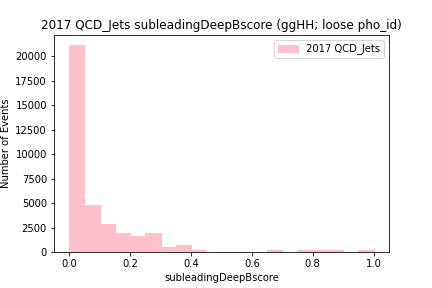 2017 QCD_Jets subleadingDeepBscore (ggHH; loose pho_id)
2017 QCD_Jets
Number of Events
20000
17500
15000
12500
10000
7500
5000
2500
0
0.0 0.2 0.4 0.6 0.8 1.0
subleadingDeepBscore